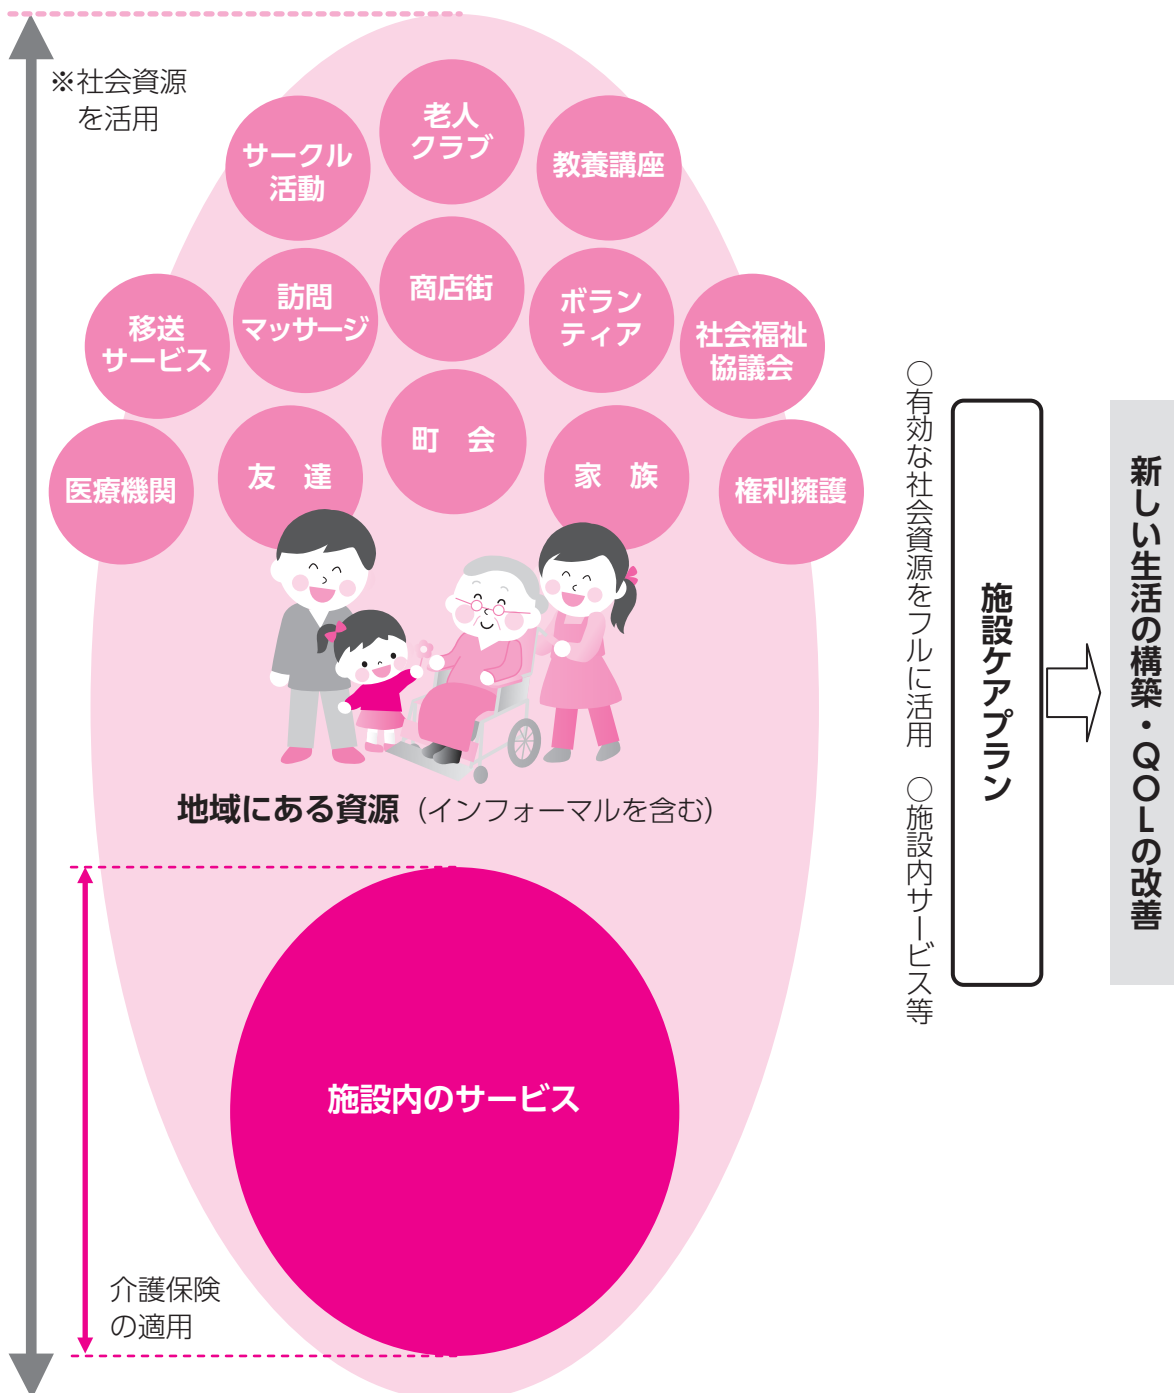 ※社会資源
を活用
老人
クラブ
サークル
活動
教養講座
商店街
訪問
マッサージ
ボラン
ティア
移送
サービス
社会福祉
協議会
町　会
友　達
家　族
医療機関
権利擁護
地域にある資源（インフォーマルを含む）
施設内のサービス
介護保険
の適用
○有効な社会資源をフルに活用　○施設内サービス等
施設ケアプラン
新しい生活の構築・QOLの改善